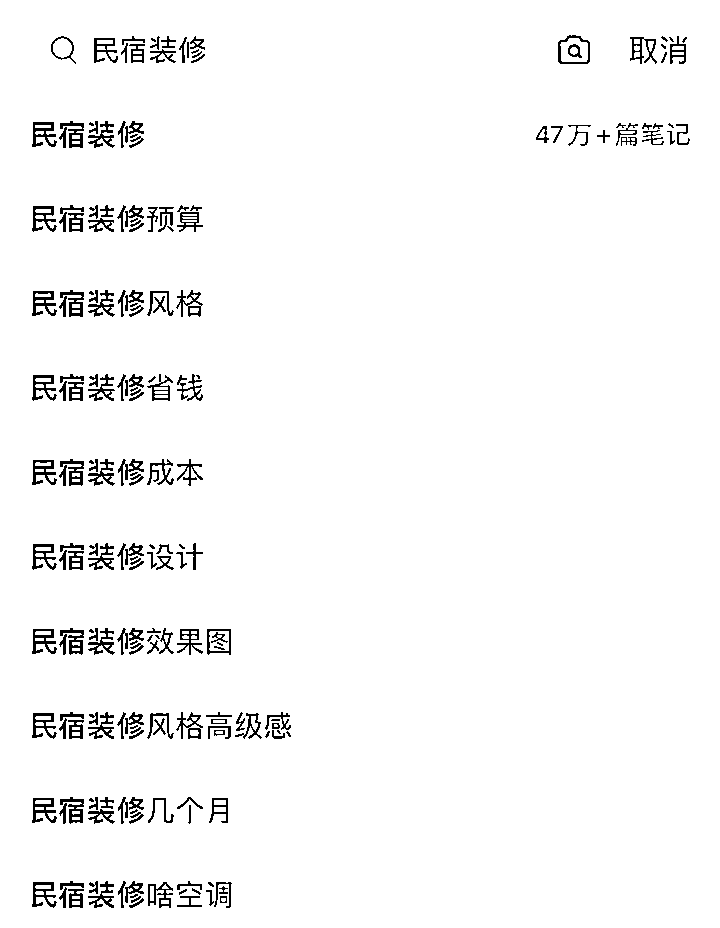 民宿装修 取消
民宿装修 47万+篇笔记
民宿装修预算
民宿装修风格
民宿装修省钱
民宿装修成本
民宿装修设计
民宿装修效果图
民宿装修风格高级感
民宿装修几个月
民宿装修啥空调